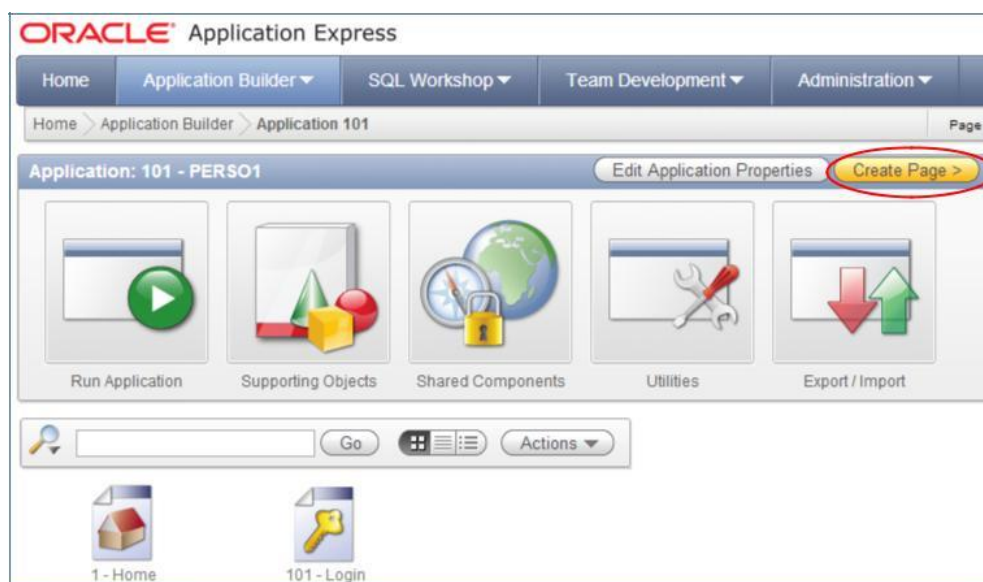 ORACLE Application Express
Home Application Builder SQL Workshop Team Development Administration
Home Application Builder Application 101 Page
Application: 101 - PERSO1 Edit Application Properties Create Page >
Run Application Supporting Objects Shared Components Utilities Export / Import
Go Actions
1 - Home 101 - Login